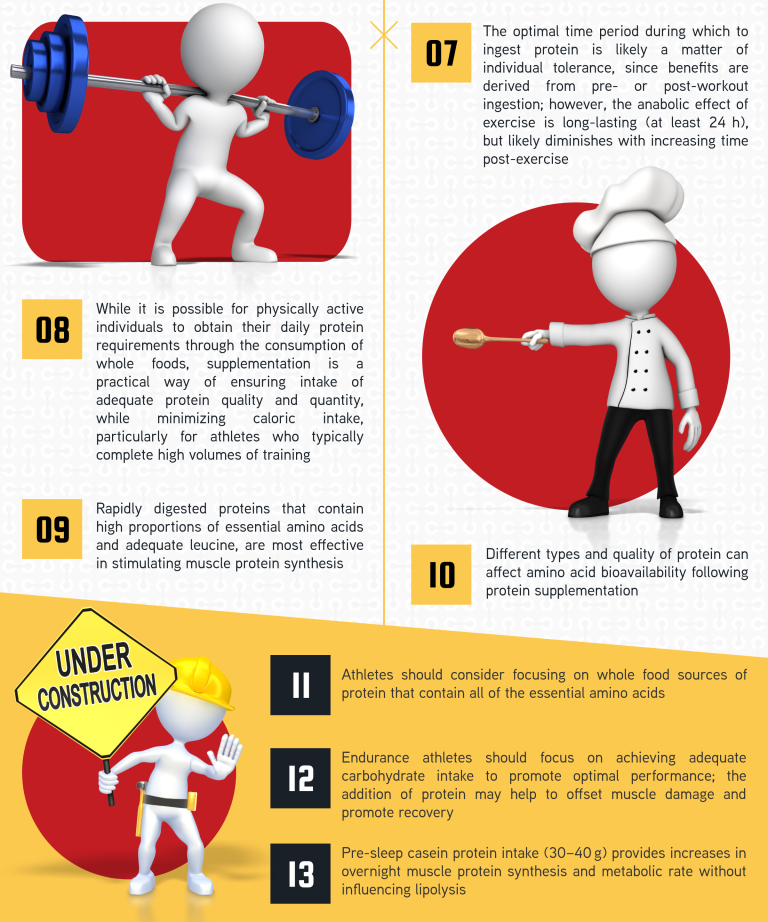 07
The optimal time period during which to
ingest protein is likely a matter of
individual tolerance, since benefits are
derived from pre- or post-workout
ingestion; however, the anabolic effect of
exercise is long-lasting (at least 24 h),
but likely diminishes with increasing time
post-exercise
08
While it is possible for physically active
individuals to obtain their daily protein
requirements through the consumption of
whole foods, supplementation is a
practical way of ensuring intake of
adequate protein quality and quantity,
while minimizing caloric intake,
particularly for athletes who typically
complete high volumes of training
09
Rapidly digested proteins that contain
high proportions of essential amino acids
and adequate leucine, are most effective
in stimulating muscle protein synthesis
10
Different types and quality of protein can
affect amino acid bioavailability following
protein supplementation
UNDER
CONSTRUCTION
11
Athletes should consider focusing on whole food sources of
protein that contain all of the essential amino acids
12
Endurance athletes should focus on achieving adequate
carbohydrate intake to promote optimal performance; the
addition of protein may help to offset muscle damage and
promote recovery
13
Pre-sleep casein protein intake (30–40 g) provides increases in
overnight muscle protein synthesis and metabolic rate without
influencing lipolysis